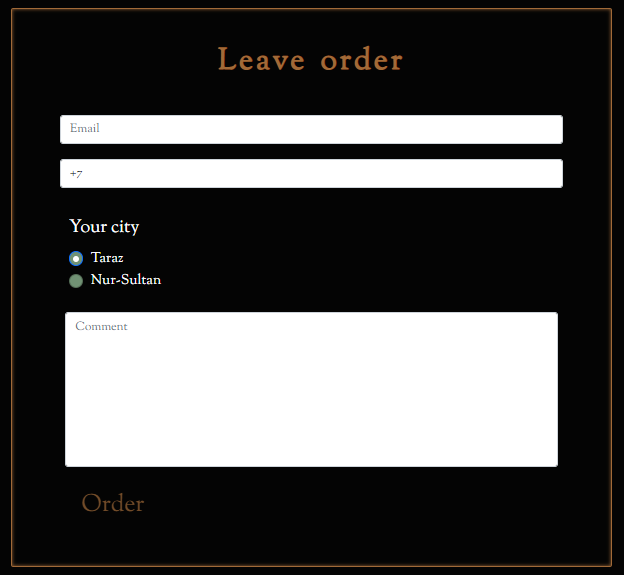 Leave order
Email
+7
Your city
Taraz
Nur-Sultan
Comment
Order